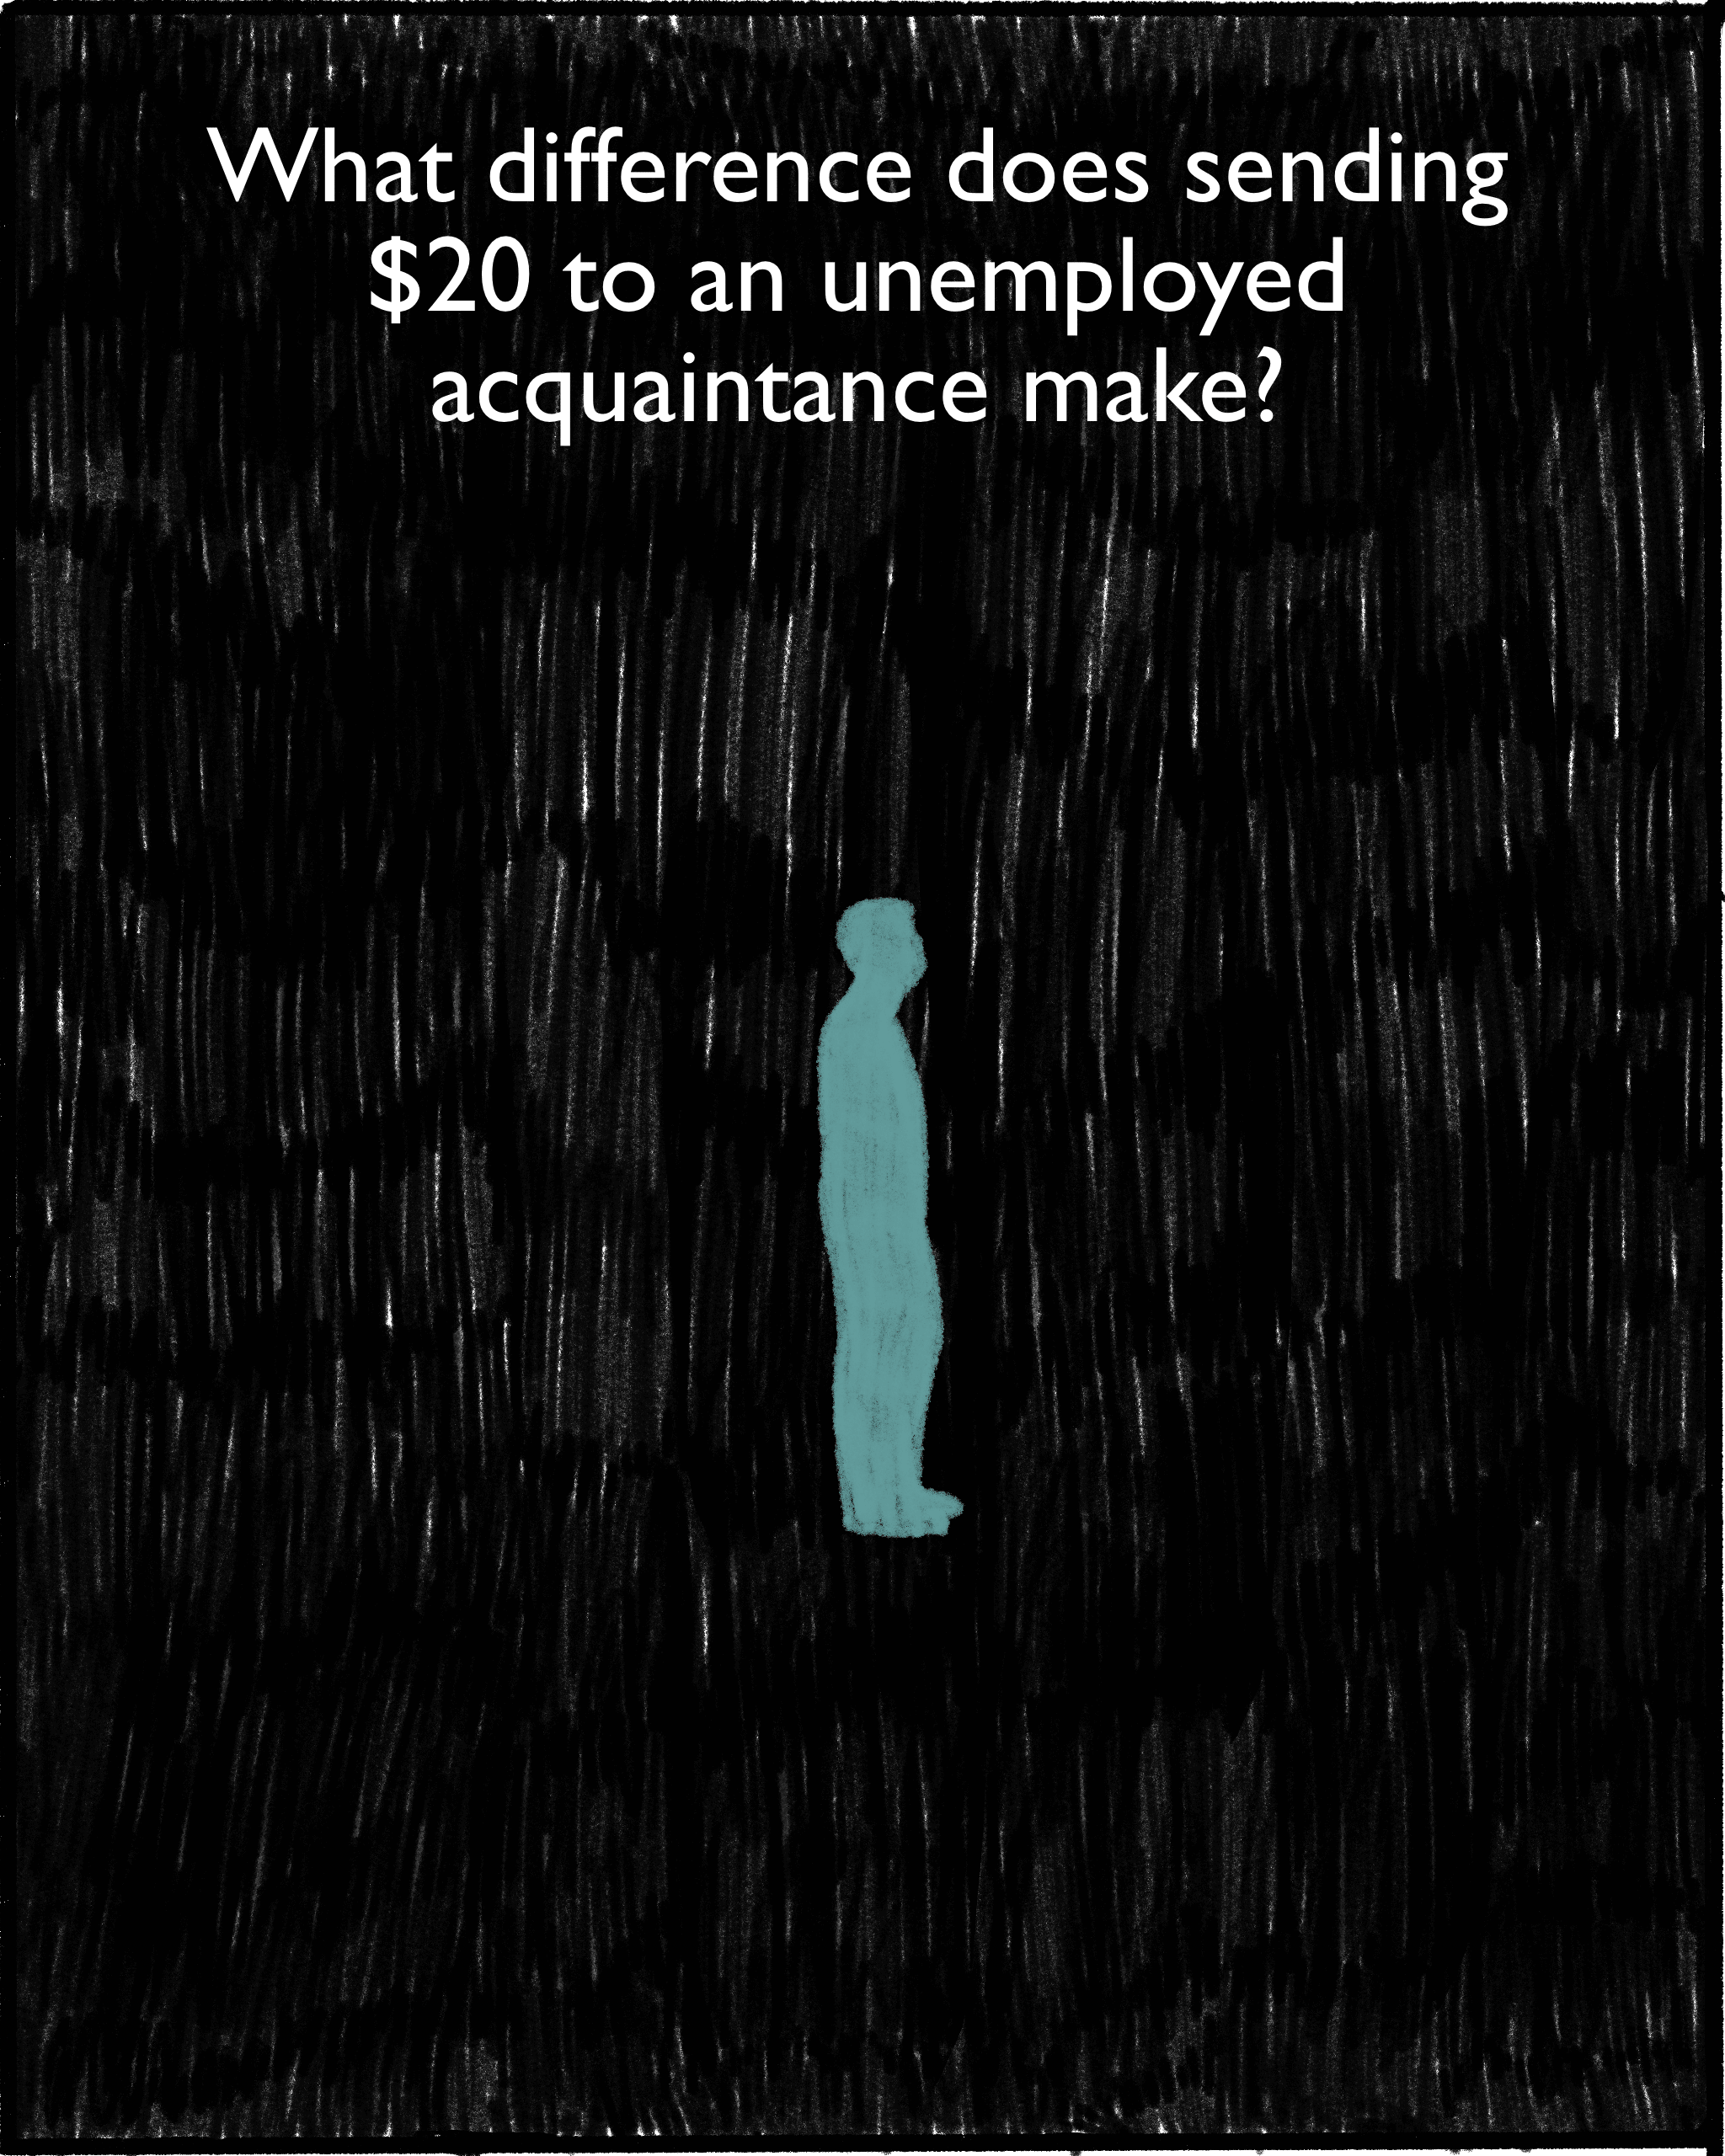 What difference does sending
$20 to an unemployed
acquaintance make?